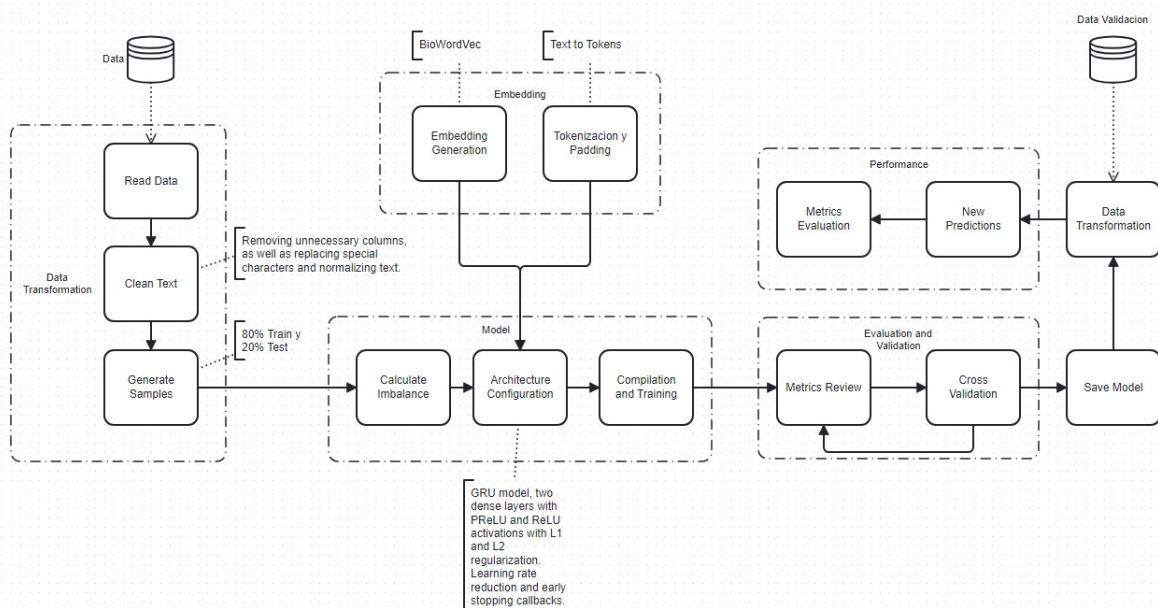 Data
Read Data
Clean Text
Generate
Samples
Data
Transformation
Removing unnecessary columns,
as well as replacing special
characters and normalizing text.
80% Train y
20% Test
BioWordVec
Text to Tokens
Embedding
Embedding
Generation
Tokenizacion y
Padding
Model
Calculate
Imbalance
Architecture
Configuration
Compilation
and Training
GRU model, two
dense layers with
PReLU and ReLU
activations with L1
and L2
regularization.
Learning rate
reduction and early
stopping callbacks.
Evaluation and
Validation
Metrics Review
Cross
Validation
Save Model
Data Validacion
Data
Transformation
Performance
New
Predictions
Metrics
Evaluation